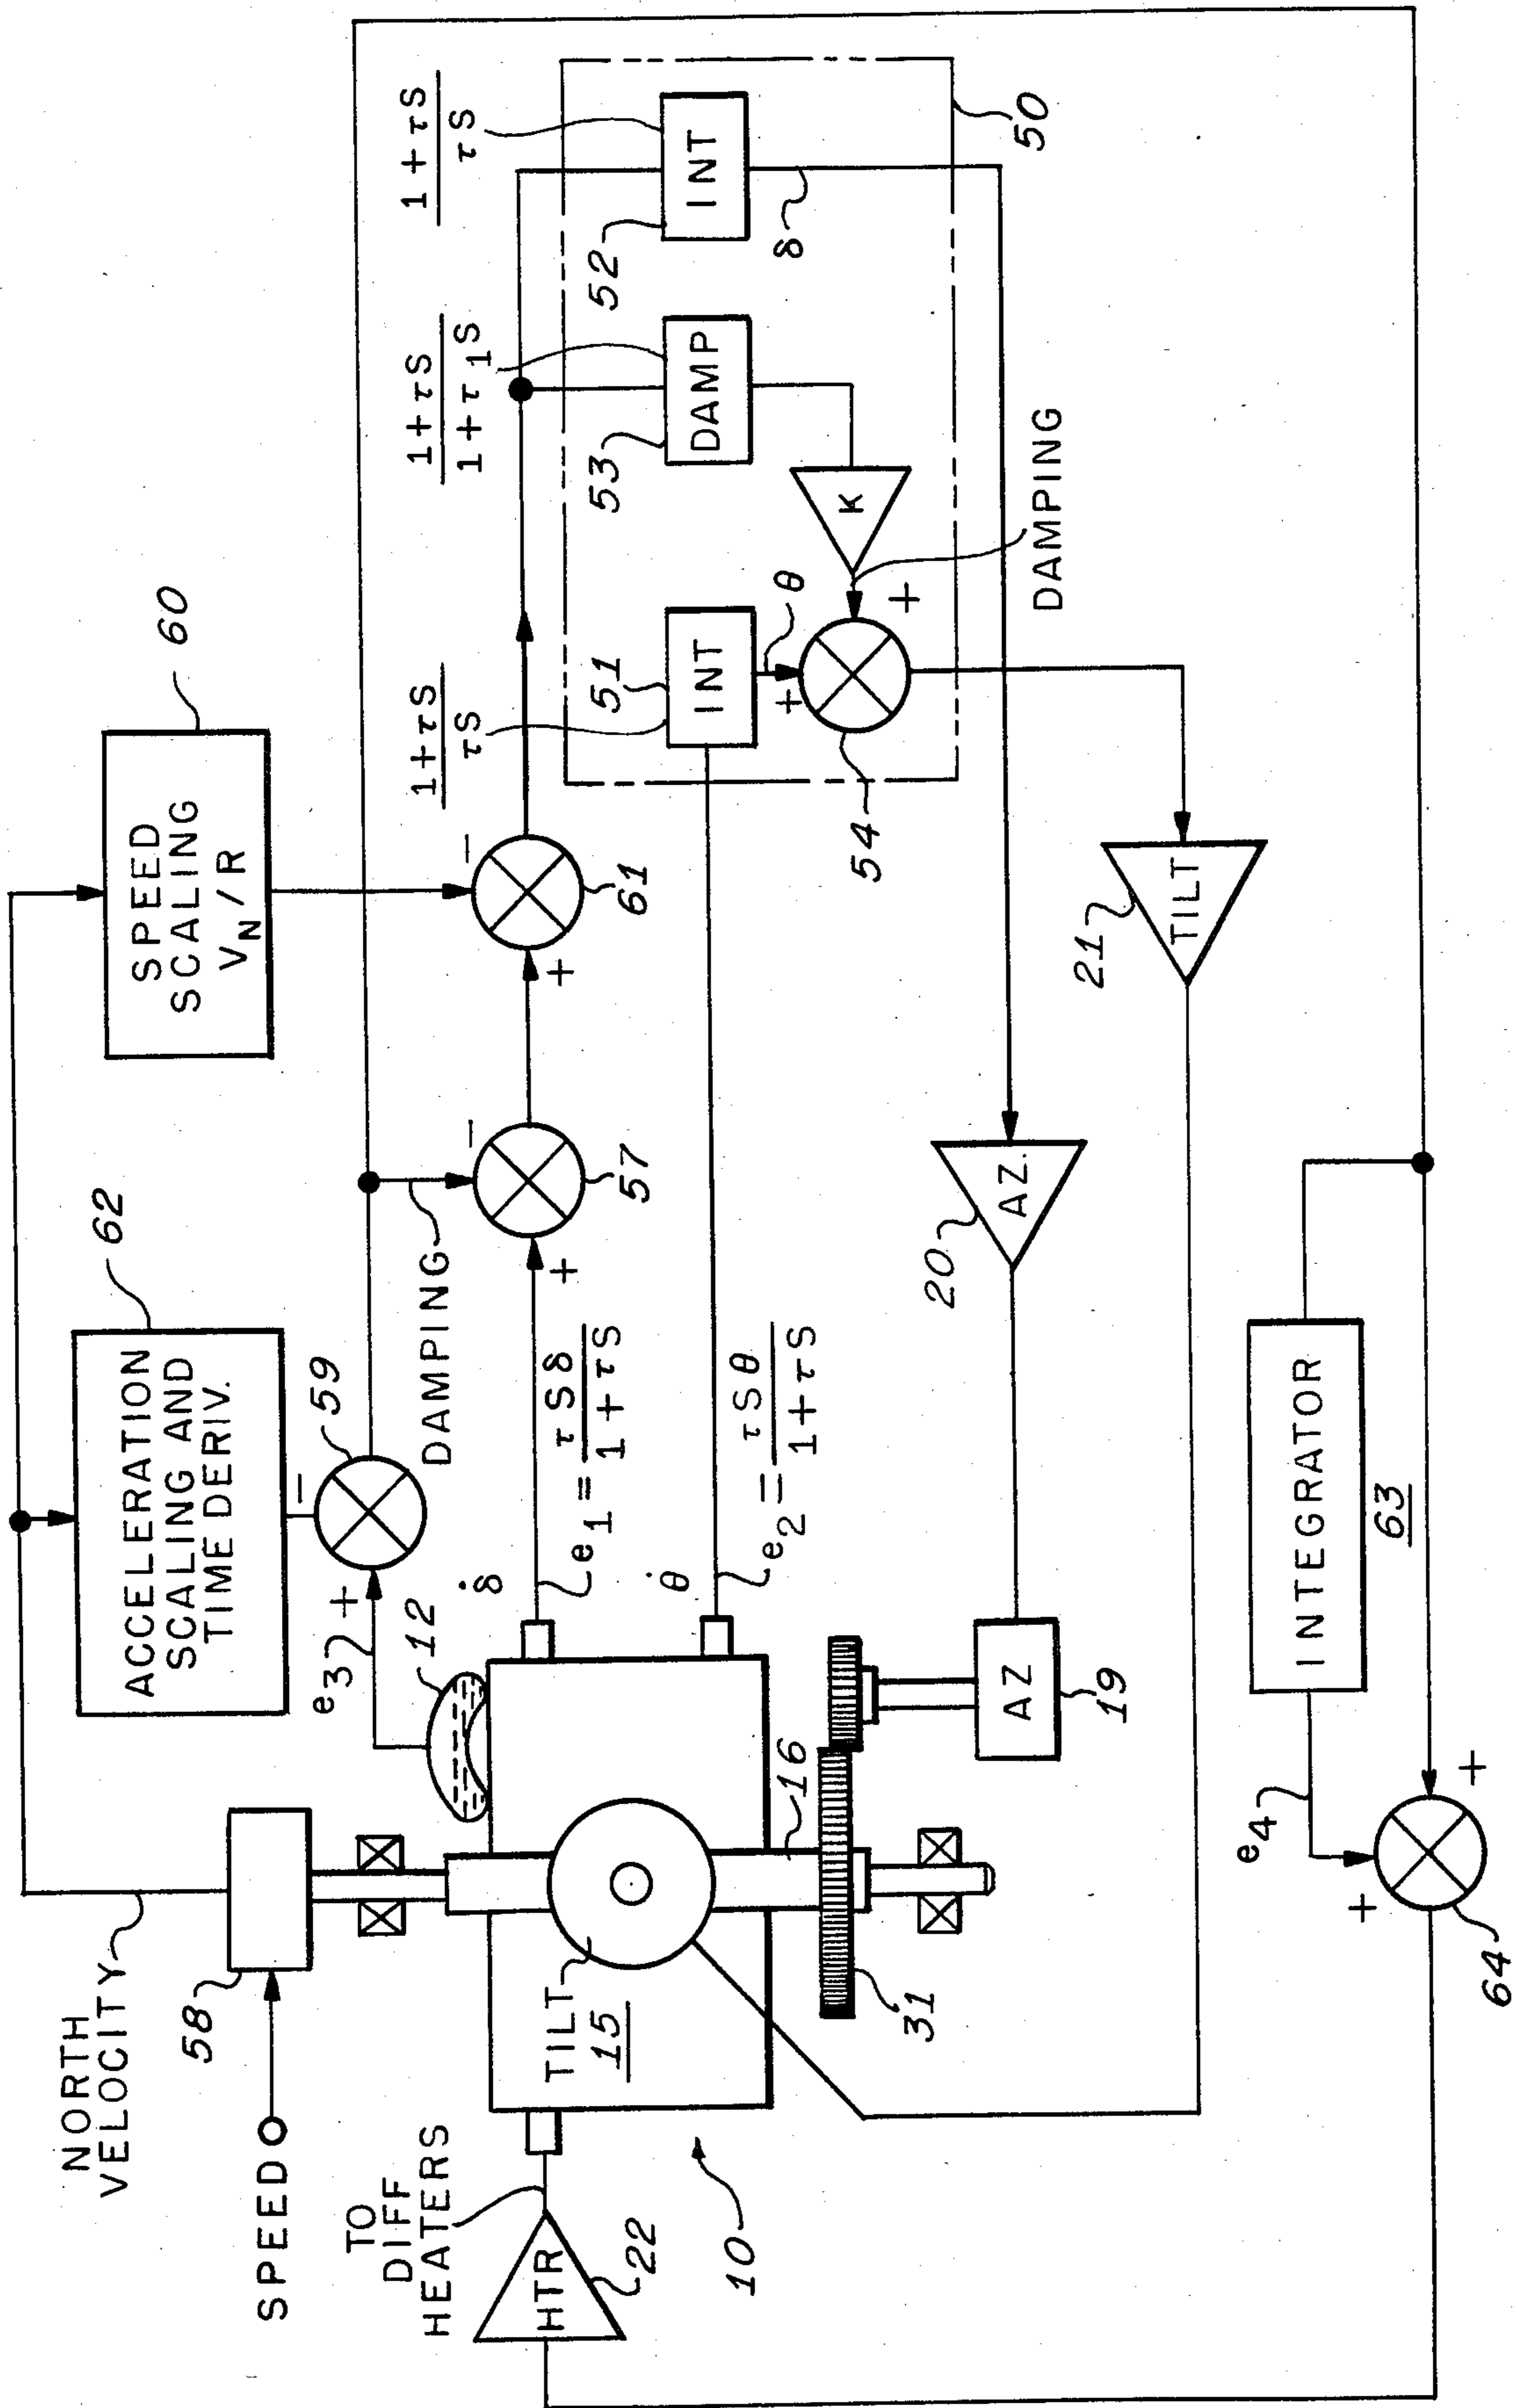 NORTH
VELOCITY
SPEED
58
TO
DIFF
HEATERS
HTR
22
10
TILT
15
16
31
12
e3
+
ACCELERATION
SCALING AND
TIME DERIV.
62
−
59
DAMPING
−
57
+
SPEED
SCALING
VN / R
60
−
61
+
δ̇
e1 = τSδ / 1 + τS
θ̇
e2 = τSθ / 1 + τS
1 + τS / τS
1 + τS / 1 + τ1S
1 + τS / τS
51
INT
53
DAMP
52
INT
50
θ
K
δ
+
+
54
DAMPING
AZ
19
20
AZ.
21
TILT
INTEGRATOR
63
e4
+
+
64